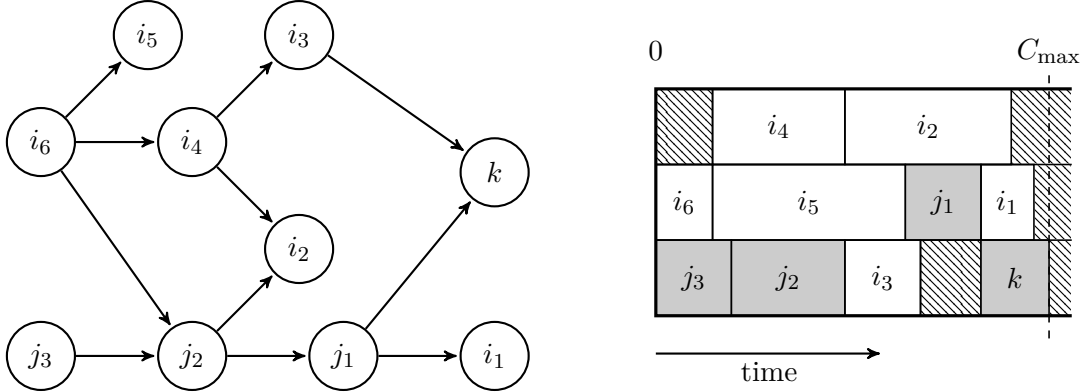 i₅
i₃
i₆
i₄
k
i₂
j₃
j₂
j₁
i₁
0
C_max
i₄
i₂
i₆
i₅
j₁
i₁
j₃
j₂
i₃
k
time